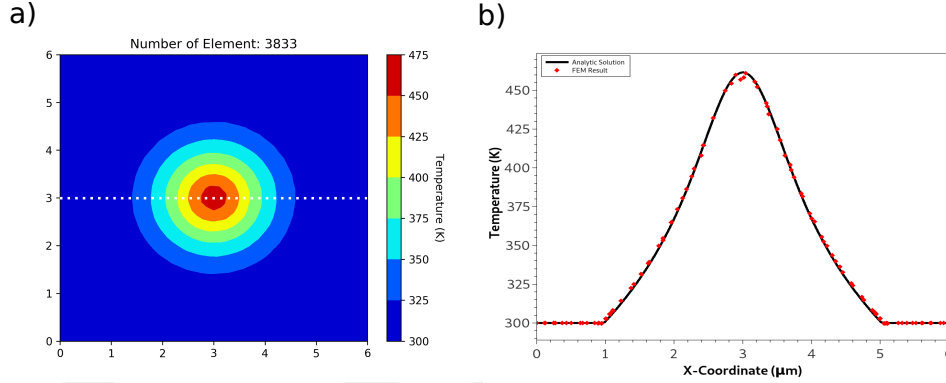 a)
Number of Element: 3833
6
5
4
3
2
1
0
0 1 2 3 4 5 6
475
450
425
400
375
350
325
300
Temperature (K)
b)
Analytic Solution
FEM Result
450
425
400
375
350
325
300
Temperature (K)
0 1 2 3 4 5 6
X-Coordinate (μm)